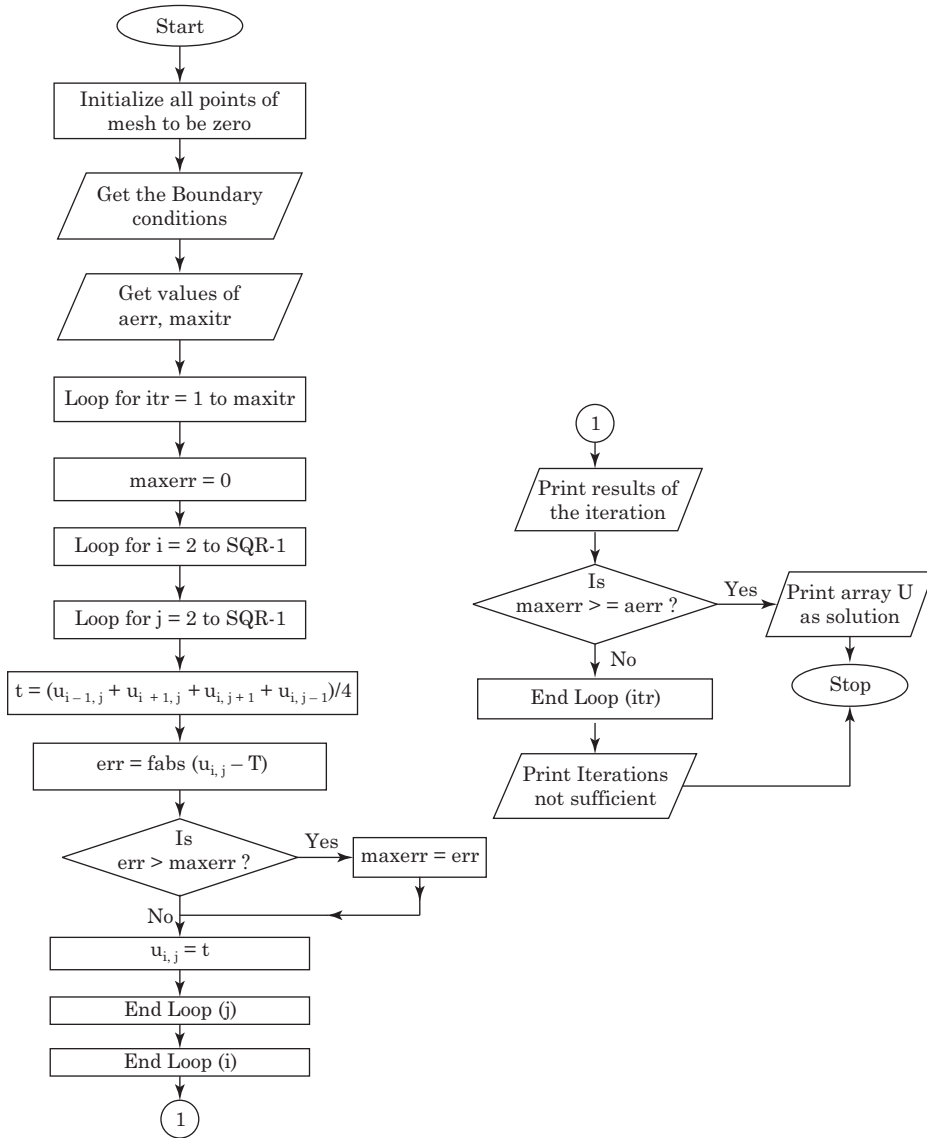 Start
Initialize all points of
mesh to be zero
Get the Boundary
conditions
Get values of
aerr, maxitr
Loop for itr = 1 to maxitr
maxerr = 0
Loop for i = 2 to SQR-1
Loop for j = 2 to SQR-1
t = (u_{i – 1, j} + u_{i + 1, j} + u_{i, j+1} + u_{i, j–1})/4
err = fabs (u_{i, j} – T)
Is
err > maxerr ?
Yes
maxerr = err
No
u_{i, j} = t
End Loop (j)
End Loop (i)
1
1
Print results of
the iteration
Is
maxerr > = aerr ?
Yes
Print array U
as solution
No
Stop
End Loop (itr)
Print Iterations
not sufficient